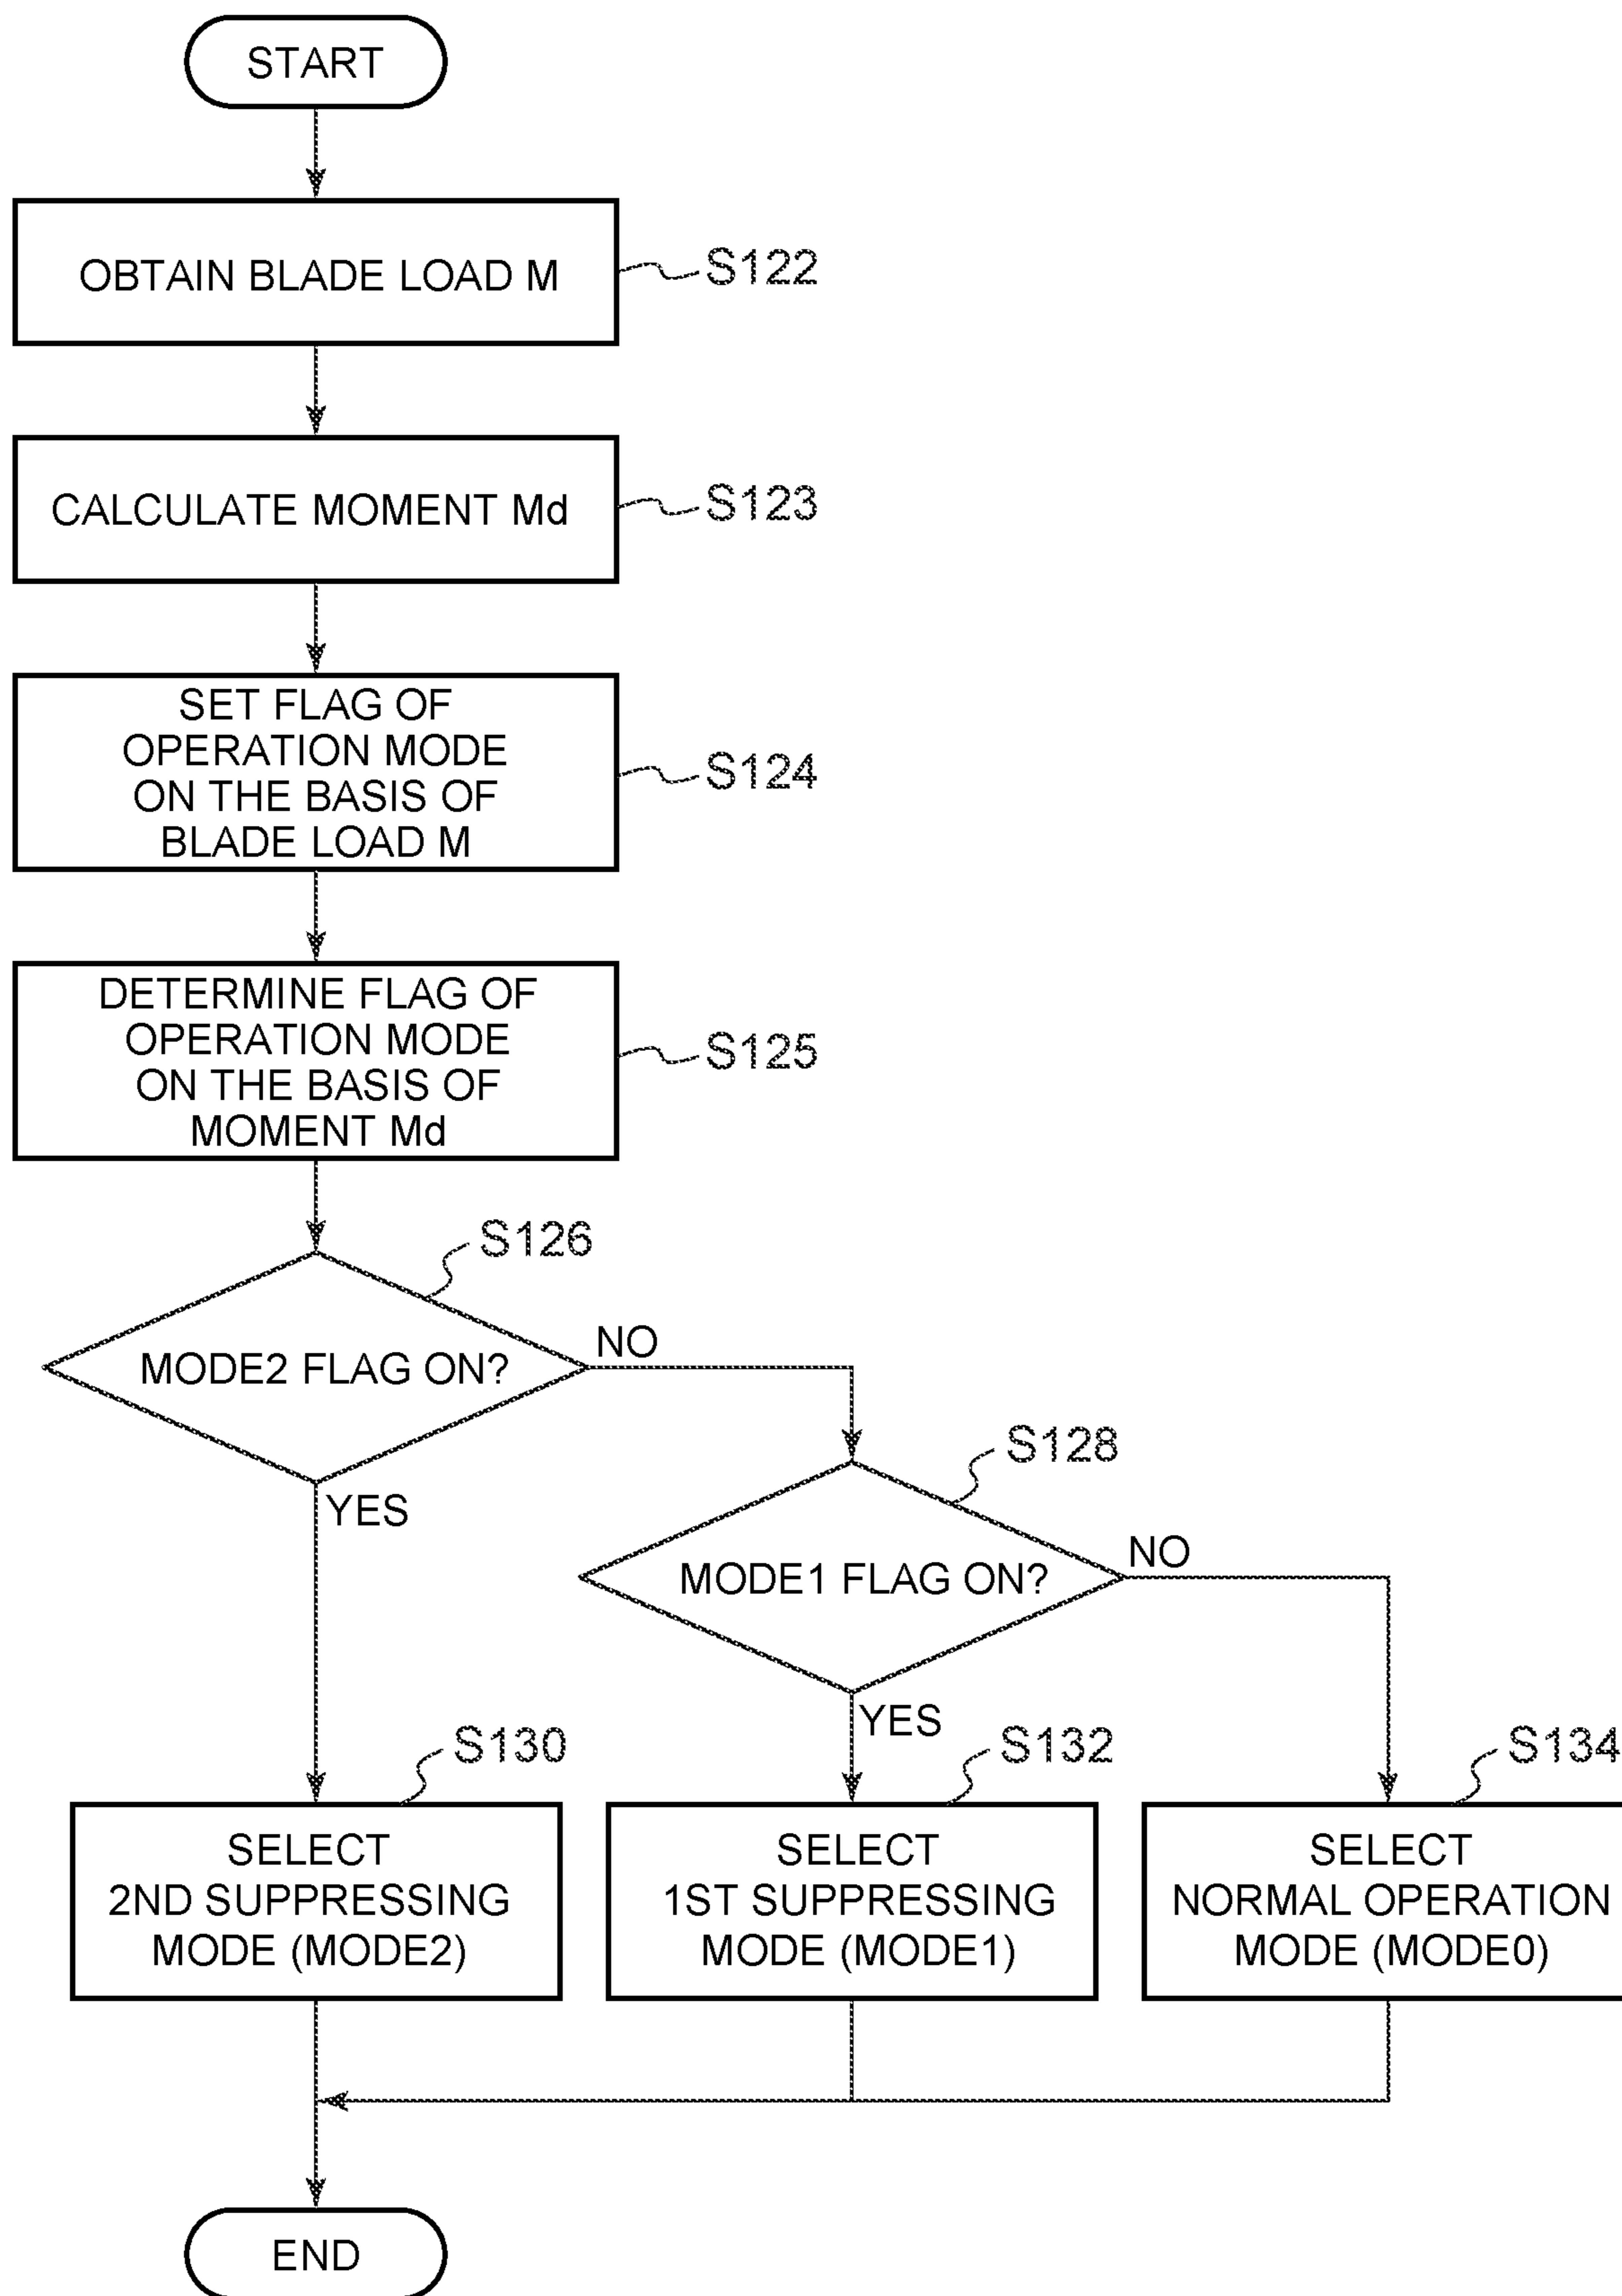 START
OBTAIN BLADE LOAD M
S122
CALCULATE MOMENT Md
S123
SET FLAG OF
OPERATION MODE
ON THE BASIS OF
BLADE LOAD M
S124
DETERMINE FLAG OF
OPERATION MODE
ON THE BASIS OF
MOMENT Md
S125
S126
MODE2 FLAG ON?
NO
YES
S128
MODE1 FLAG ON?
NO
YES
S130
SELECT
2ND SUPPRESSING
MODE (MODE2)
S132
SELECT
1ST SUPPRESSING
MODE (MODE1)
S134
SELECT
NORMAL OPERATION
MODE (MODE0)
END